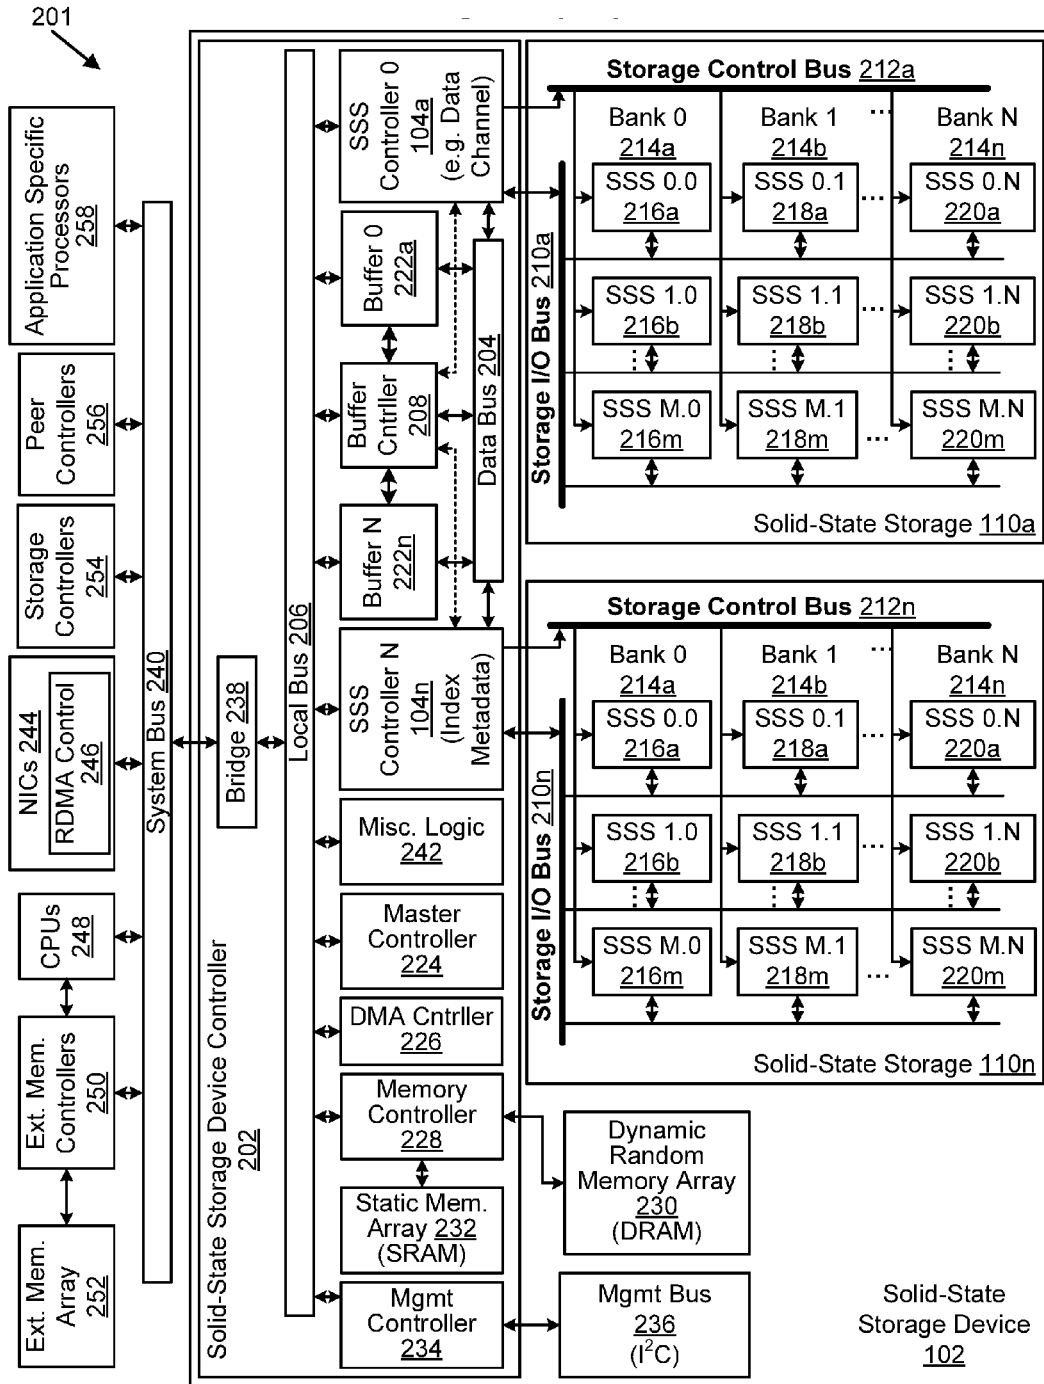 201
Application Specific
Processors
258
Peer
Controllers
256
Storage
Controllers
254
NICs 244
RDMA Control
246
CPUs
248
Ext. Mem.
Controllers
250
Ext. Mem.
Array
252
System Bus 240
Bridge 238
Solid-State Storage Device Controller
202
Local Bus 206
SSS
Controller 0
104a
(e.g. Data
Channel)
Buffer 0
222a
Buffer
Cntrller
208
Buffer N
222n
Data Bus 204
SSS
Controller N
104n
(Index
Metadata)
Misc. Logic
242
Master
Controller
224
DMA Cntrller
226
Memory
Controller
228
Static Mem.
Array 232
(SRAM)
Mgmt
Controller
234
Storage Control Bus 212a
Storage I/O Bus 210a
Bank 0
214a
Bank 1
214b
...
Bank N
214n
SSS 0.0
216a
SSS 0.1
218a
...
SSS 0.N
220a
SSS 1.0
216b
SSS 1.1
218b
...
SSS 1.N
220b
SSS M.0
216m
SSS M.1
218m
...
SSS M.N
220m
Solid-State Storage 110a
Storage Control Bus 212n
Storage I/O Bus 210n
Bank 0
214a
Bank 1
214b
...
Bank N
214n
SSS 0.0
216a
SSS 0.1
218a
...
SSS 0.N
220a
SSS 1.0
216b
SSS 1.1
218b
...
SSS 1.N
220b
SSS M.0
216m
SSS M.1
218m
...
SSS M.N
220m
Solid-State Storage 110n
Dynamic
Random
Memory Array
230
(DRAM)
Mgmt Bus
236
(I²C)
Solid-State
Storage Device
102